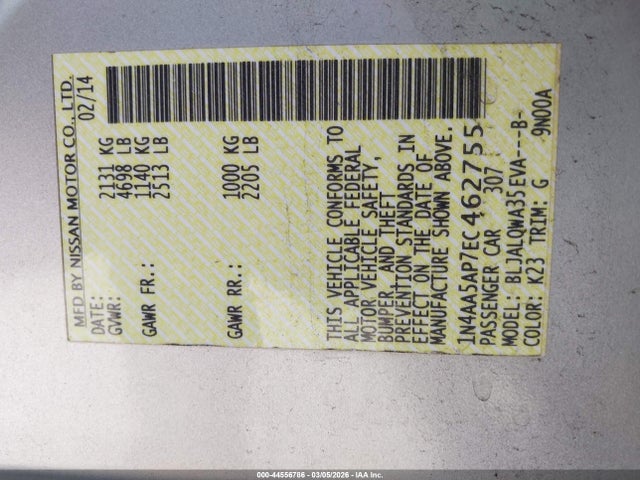 MFD BY NISSAN MOTOR CO., LTD.
DATE: 02/14
GVWR: 2131 KG
4698 LB
GAWR FR.: 1140 KG
2513 LB
GAWR RR.: 1000 KG
2205 LB
THIS VEHICLE CONFORMS TO
ALL APPLICABLE FEDERAL
MOTOR VEHICLE SAFETY,
BUMPER, AND THEFT
PREVENTION STANDARDS IN
EFFECT ON THE DATE OF
MANUFACTURE SHOWN ABOVE.
1N4AA5AP7EC462755
PASSENGER CAR 307
MODEL: BLJALQWA35EVA---B-
COLOR: K23 TRIM: G 9N00A
000-44556766 - 03/05/2026 - IAA Inc.